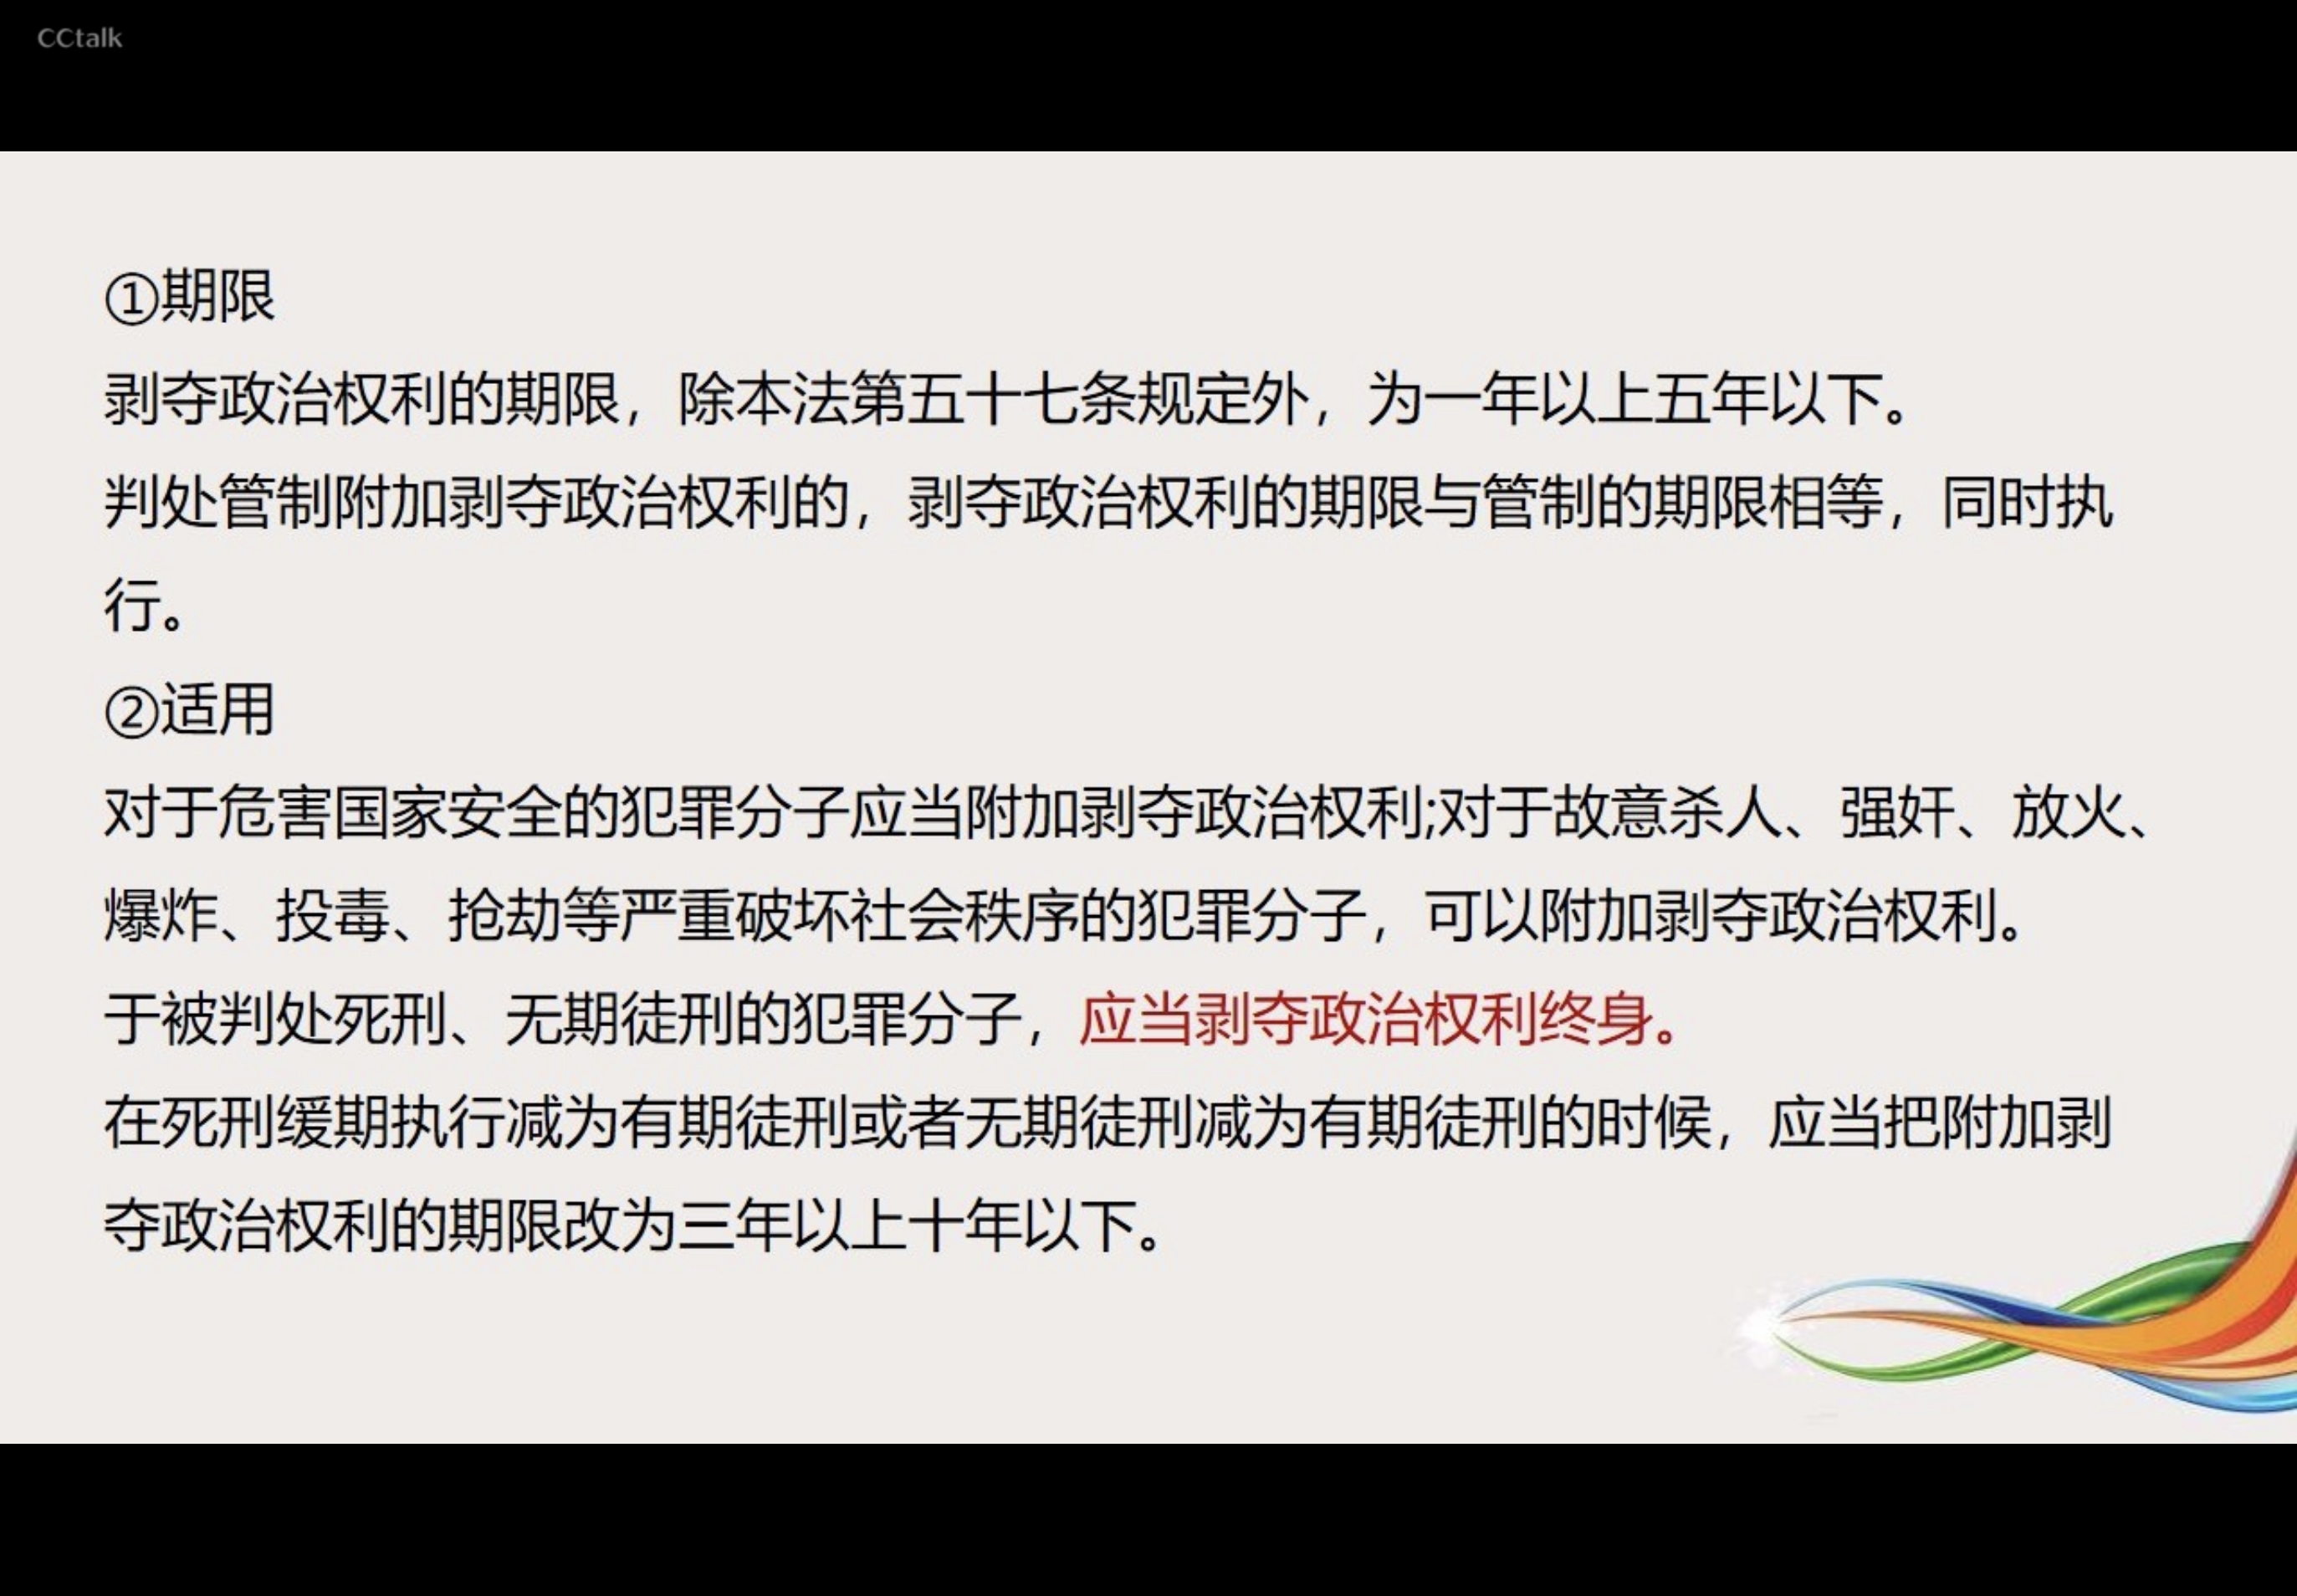 CCtalk
①期限
剥夺政治权利的期限，除本法第五十七条规定外，为一年以上五年以下。
判处管制附加剥夺政治权利的，剥夺政治权利的期限与管制的期限相等，同时执
行。
②适用
对于危害国家安全的犯罪分子应当附加剥夺政治权利;对于故意杀人、强奸、放火、
爆炸、投毒、抢劫等严重破坏社会秩序的犯罪分子，可以附加剥夺政治权利。
于被判处死刑、无期徒刑的犯罪分子，应当剥夺政治权利终身。
在死刑缓期执行减为有期徒刑或者无期徒刑减为有期徒刑的时候，应当把附加剥
夺政治权利的期限改为三年以上十年以下。